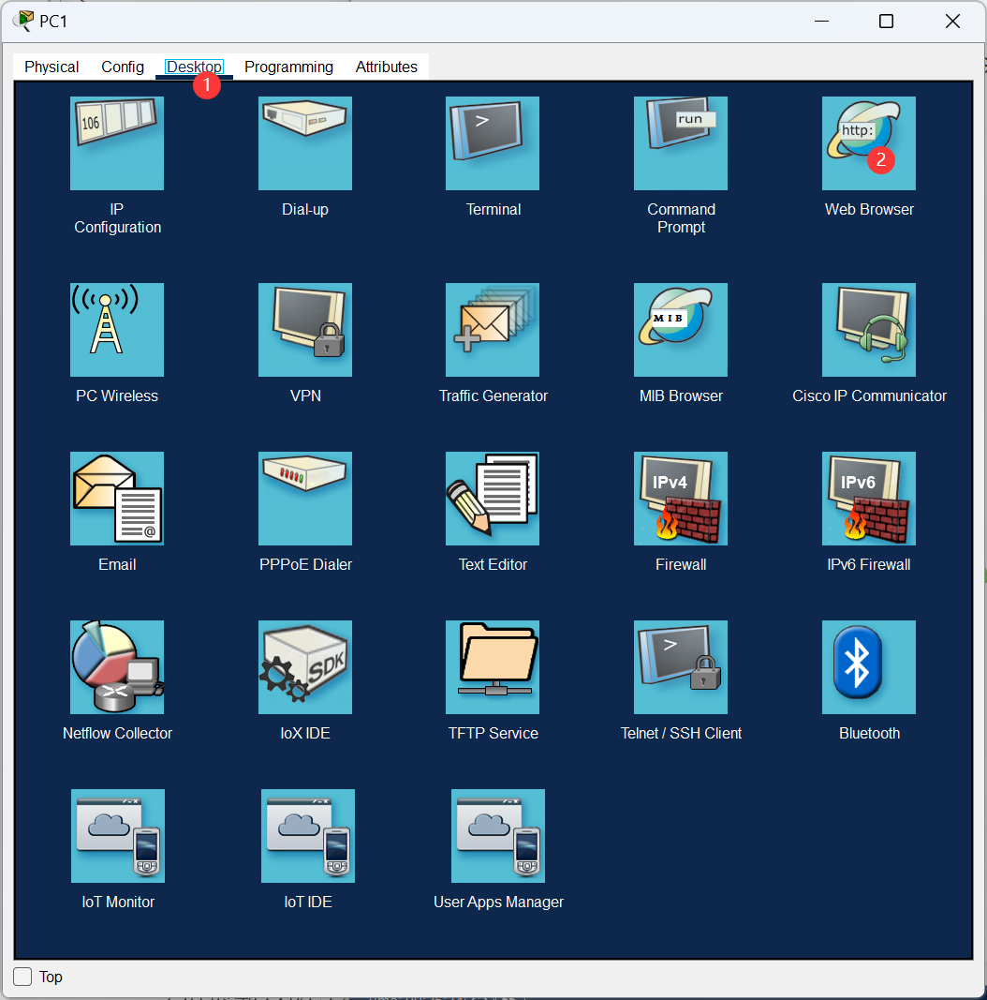 PC1
Physical Config Desktop Programming Attributes
1
106
run
http:
2
IP
Configuration
Dial-up
Terminal
Command
Prompt
Web Browser
MIB
PC Wireless
VPN
Traffic Generator
MIB Browser
Cisco IP Communicator
@
IPv4
IPv6
Email
PPPoE Dialer
Text Editor
Firewall
IPv6 Firewall
SDK
Netflow Collector
IoX IDE
TFTP Service
Telnet / SSH Client
Bluetooth
IoT Monitor
IoT IDE
User Apps Manager
Top